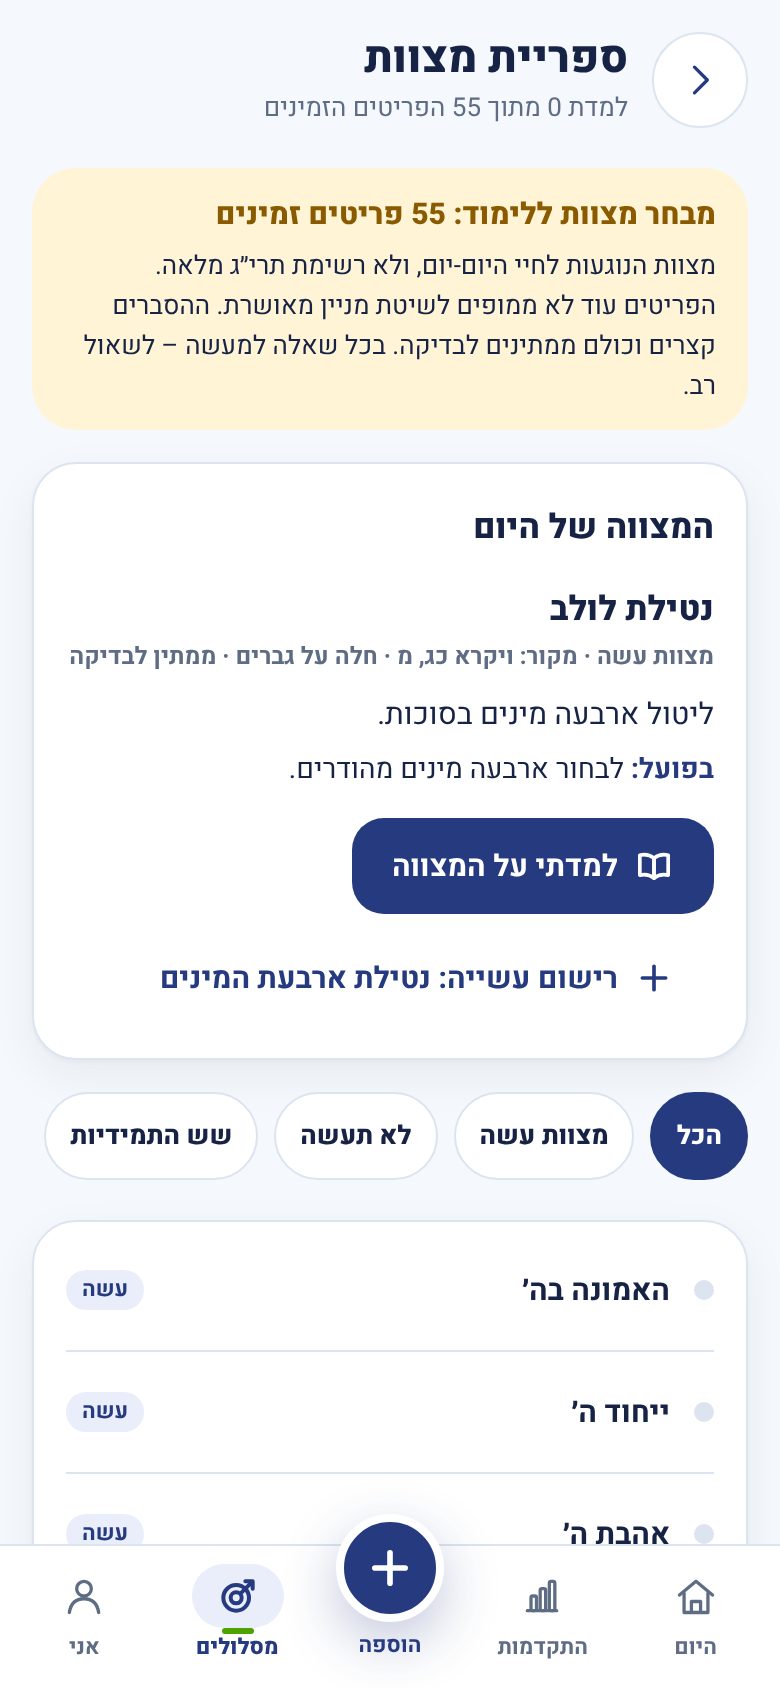 ספריית מצוות
למדת 0 מתוך 55 הפריטים הזמינים
מבחר מצוות ללימוד: 55 פריטים זמינים
מצוות הנוגעות לחיי היום-יום, ולא רשימת תרי״ג מלאה.
הפריטים עוד לא ממופים לשיטת מניין מאושרת. ההסברים
קצרים וכולם ממתינים לבדיקה. בכל שאלה למעשה – לשאול
רב.
המצווה של היום
נטילת לולב
מצוות עשה · מקור: ויקרא כג, מ · חלה על גברים · ממתין לבדיקה
ליטול ארבעה מינים בסוכות.
בפועל: לבחור ארבעה מינים מהודרים.
למדתי על המצווה
רישום עשייה: נטילת ארבעת המינים
הכל
מצוות עשה
לא תעשה
שש התמידיות
האמונה בה׳
עשה
ייחוד ה׳
עשה
אהבת ה׳
עשה
היום
התקדמות
הוספה
מסלולים
אני